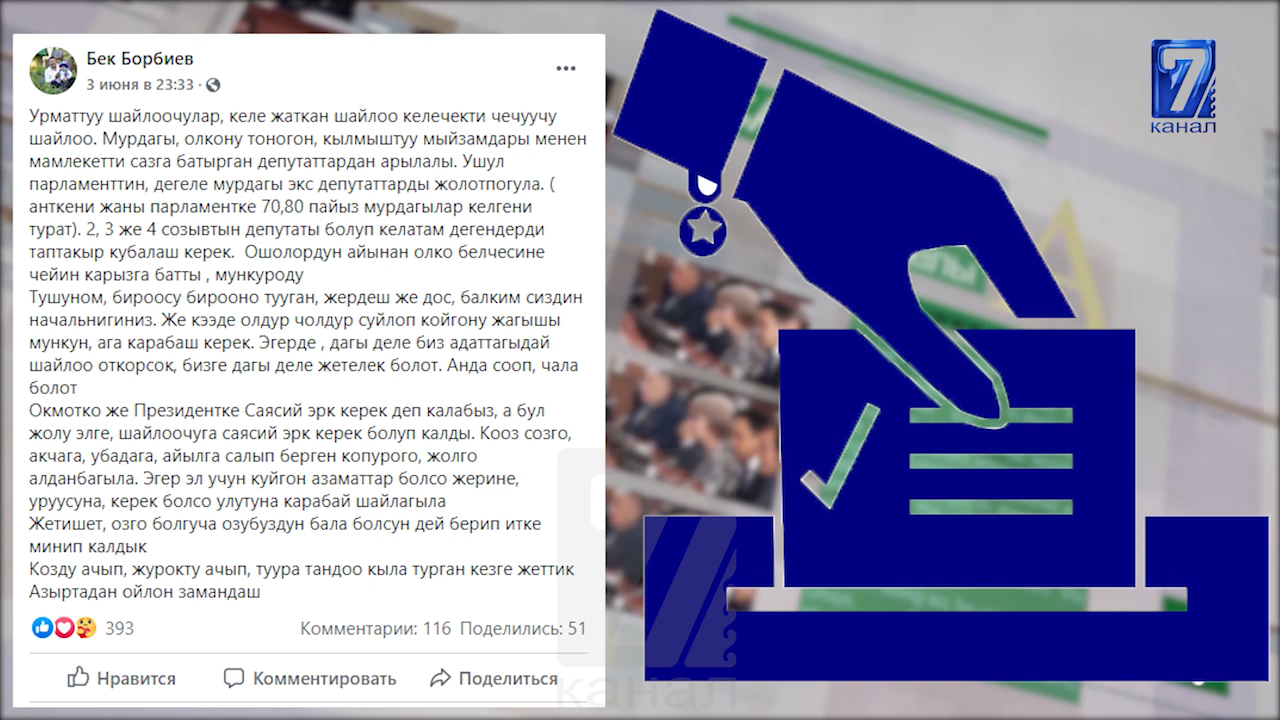 Бек Борбиев
3 июня в 23:33
Урматтуу шайлоочулар, келе жаткан шайлоо келечекти чечуучу
шайлоо. Мурдагы, олкону тоногон, кылмыштуу мыйзамдары менен
мамлекетти сазга батырган депутаттардан арылалы. Ушул
парламенттин, дегеле мурдагы экс депутаттарды жолотпогула. (
анткени жаны парламентке 70,80 пайыз мурдагылар келгени
турат). 2, 3 же 4 созывтын депутаты болуп келатам дегендерди
таптакыр кубалаш керек. Ошолордун айынан олко белчесине
чейин карызга батты , мункуроду
Тушуном, бироосу бирооно тууган, жердеш же дос, балким сиздин
начальнигиниз. Же кээде олдур чолдур суйлоп койгону жагышы
мункун, ага карабаш керек. Эгерде , дагы деле биз адаттагыдай
шайлоо откорсок, бизге дагы деле жетелек болот. Анда сооп, чала
болот
Окмотко же Президентке Саясий эрк керек деп калабыз, а бул
жолу элге, шайлоочуга саясий эрк керек болуп калды. Кооз созго,
акчага, убадага, айылга салып берген копурого, жолго
алданбагыла. Эгер эл учун куйгон азаматтар болсо жерине,
уруусуна, керек болсо улутуна карабай шайлагыла
Жетишет, озго болгуча озубуздун бала болсун дей берип итке
минип калдык
Козду ачып, журокту ачып, туура тандоо кыла турган кезге жеттик
Азыртадан ойлон замандаш
393
Комментарии: 116 Поделились: 51
Нравится Комментировать Поделиться
7
канал
канал